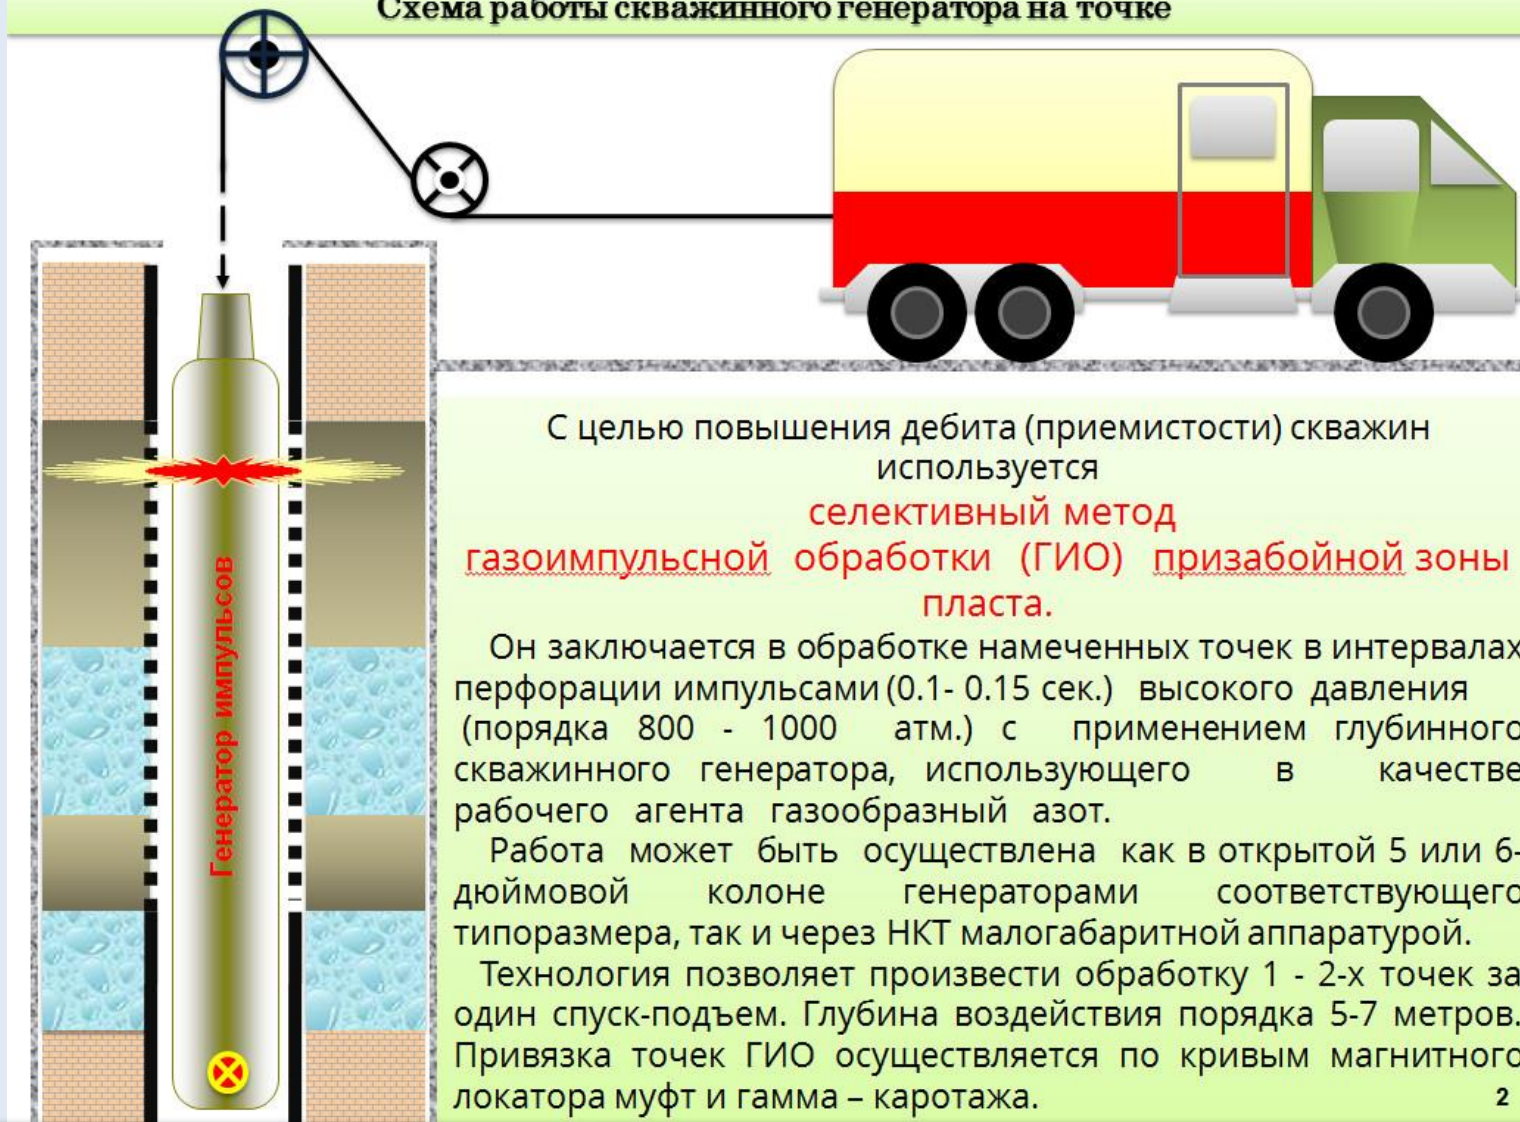 Схема работы скважинного генератора на точке
Генератор импульсов
С целью повышения дебита (приемистости) скважин
используется
селективный метод
газоимпульсной обработки (ГИО) призабойной зоны
пласта.
Он заключается в обработке намеченных точек в интервалах
перфорации импульсами (0.1- 0.15 сек.) высокого давления
(порядка 800 - 1000 атм.) с применением глубинного
скважинного генератора, использующего в качестве
рабочего агента газообразный азот.
Работа может быть осуществлена как в открытой 5 или 6-
дюймовой колоне генераторами соответствующего
типоразмера, так и через НКТ малогабаритной аппаратурой.
Технология позволяет произвести обработку 1 - 2-х точек за
один спуск-подъем. Глубина воздействия порядка 5-7 метров.
Привязка точек ГИО осуществляется по кривым магнитного
локатора муфт и гамма – каротажа.
2